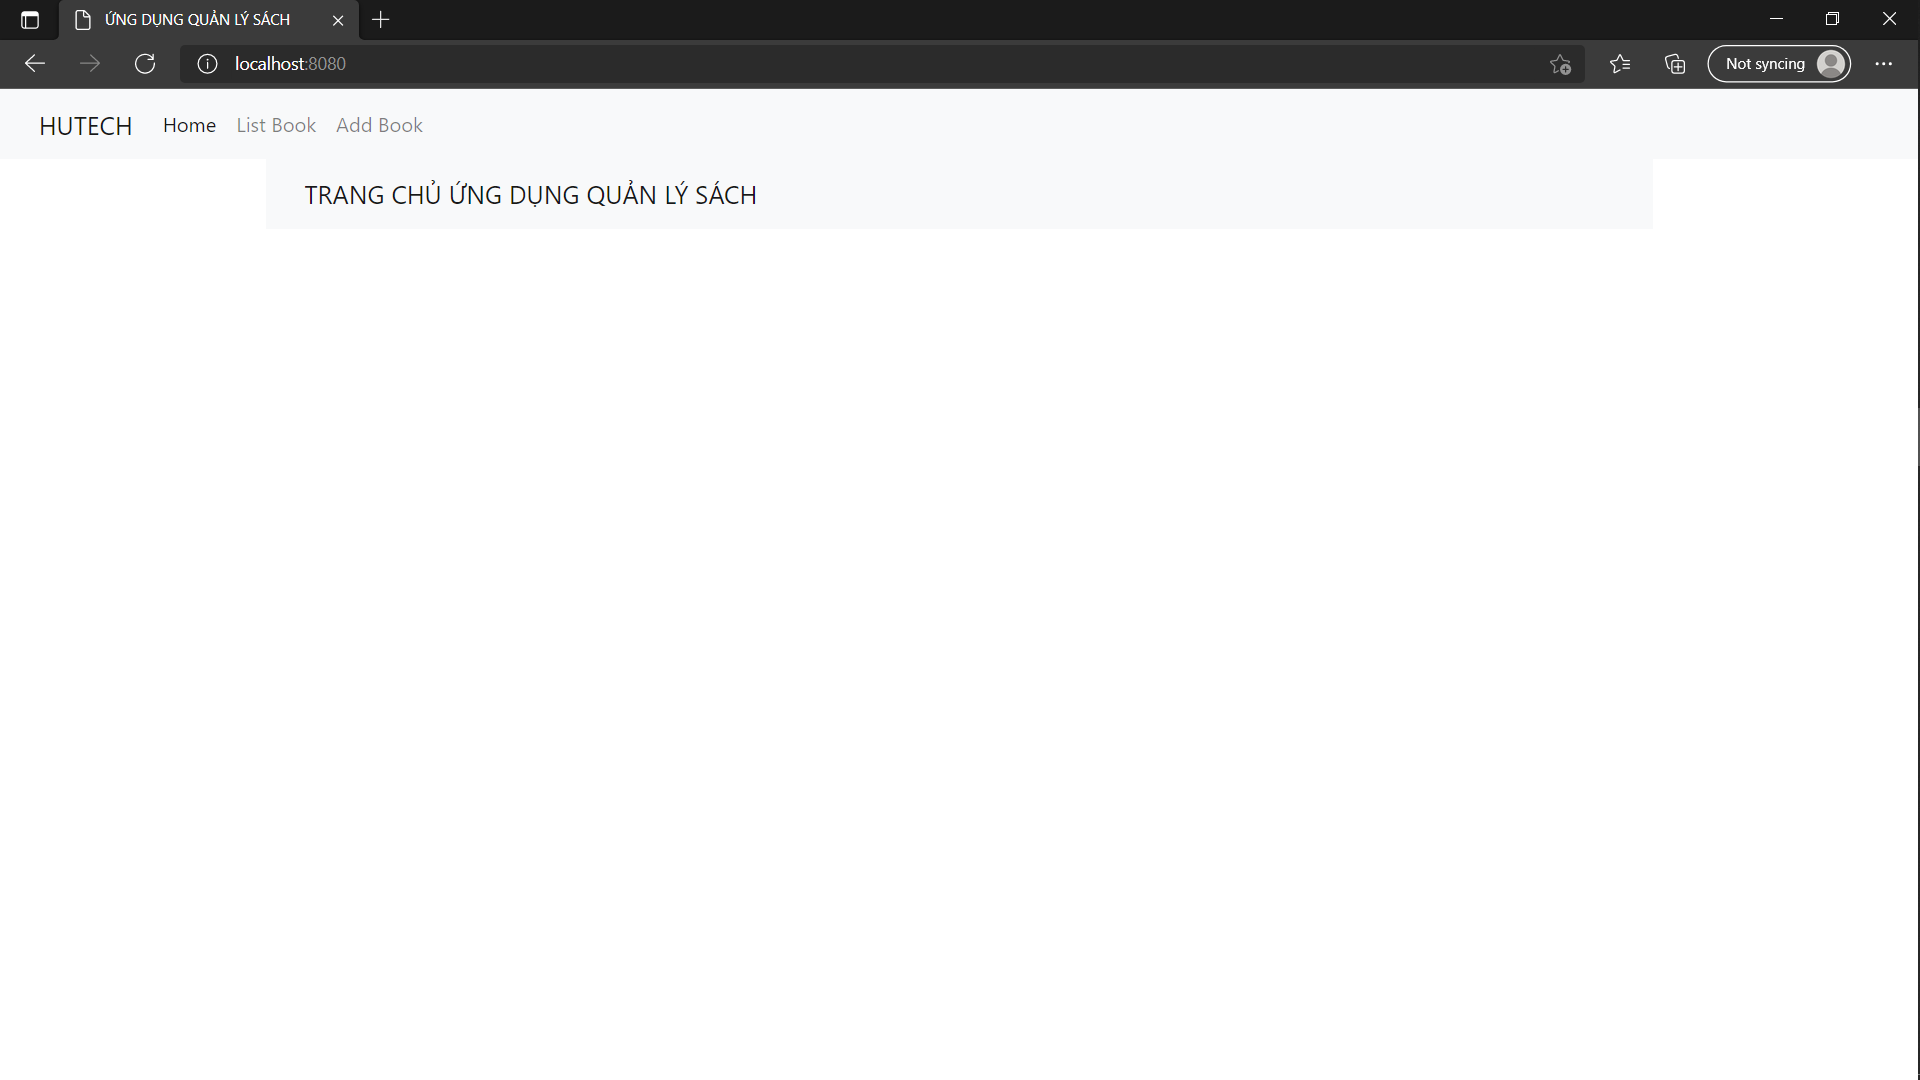 ỨNG DỤNG QUẢN LÝ SÁCH
localhost:8080
Not syncing
HUTECH Home List Book Add Book
TRANG CHỦ ỨNG DỤNG QUẢN LÝ SÁCH